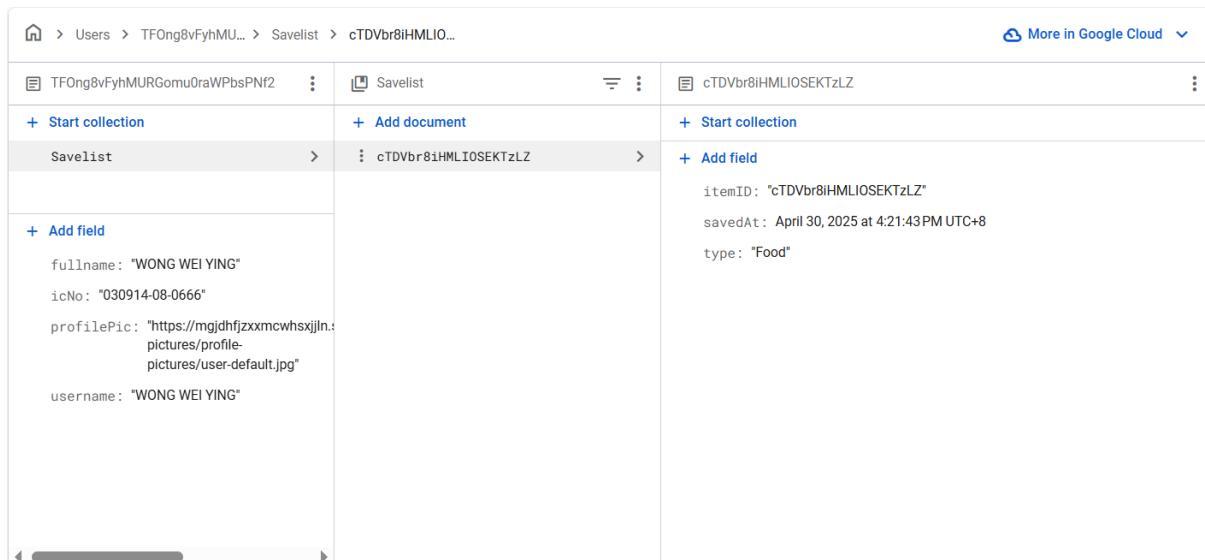 Users > TFOng8vFyhMU... > Savelist > cTDVbr8iHMLIO...
More in Google Cloud
TFOng8vFyhMURGomu0raWPbsPNf2
Savelist
cTDVbr8iHMLIOSEKTzLZ
+ Start collection
+ Add document
+ Start collection
Savelist
cTDVbr8iHMLIOSEKTzLZ
+ Add field
+ Add field
fullname: "WONG WEI YING"
icNo: "030914-08-0666"
profilePic: "https://mgjdhfjzxxmcwhsxjjln.s
pictures/profile-
pictures/user-default.jpg"
username: "WONG WEI YING"
itemID: "cTDVbr8iHMLIOSEKTzLZ"
savedAt: April 30, 2025 at 4:21:43 PM UTC+8
type: "Food"